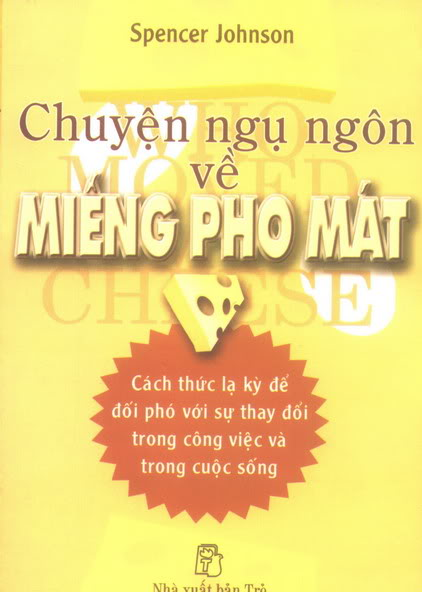 Spencer Johnson
WHO
Chuyện ngụ ngôn
MOVED
về
MIẾNG PHO MÁT
CHEESE
Cách thức lạ kỳ để
đối phó với sự thay đổi
trong công việc và
trong cuộc sống
Nhà xuất bản Trẻ